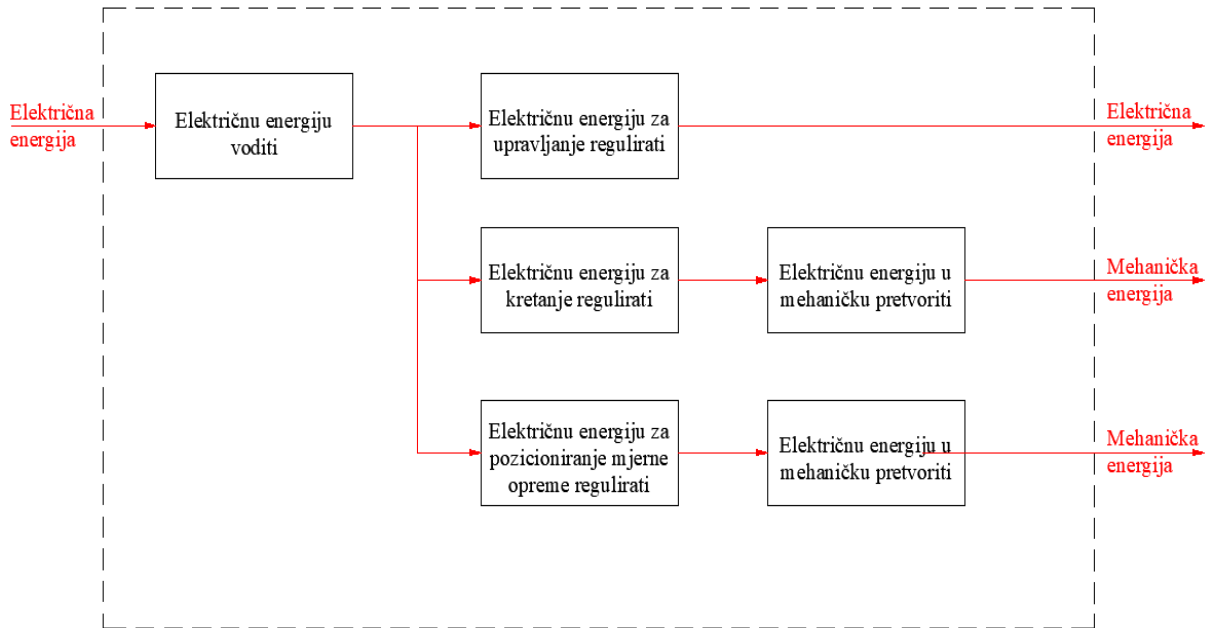 Električna
energija
Električnu energiju
voditi
Električnu energiju za
upravljanje regulirati
Električna
energija
Električnu energiju za
kretanje regulirati
Električnu energiju u
mehaničku pretvoriti
Mehanička
energija
Električnu energiju za
pozicioniranje mjerne
opreme regulirati
Električnu energiju u
mehaničku pretvoriti
Mehanička
energija